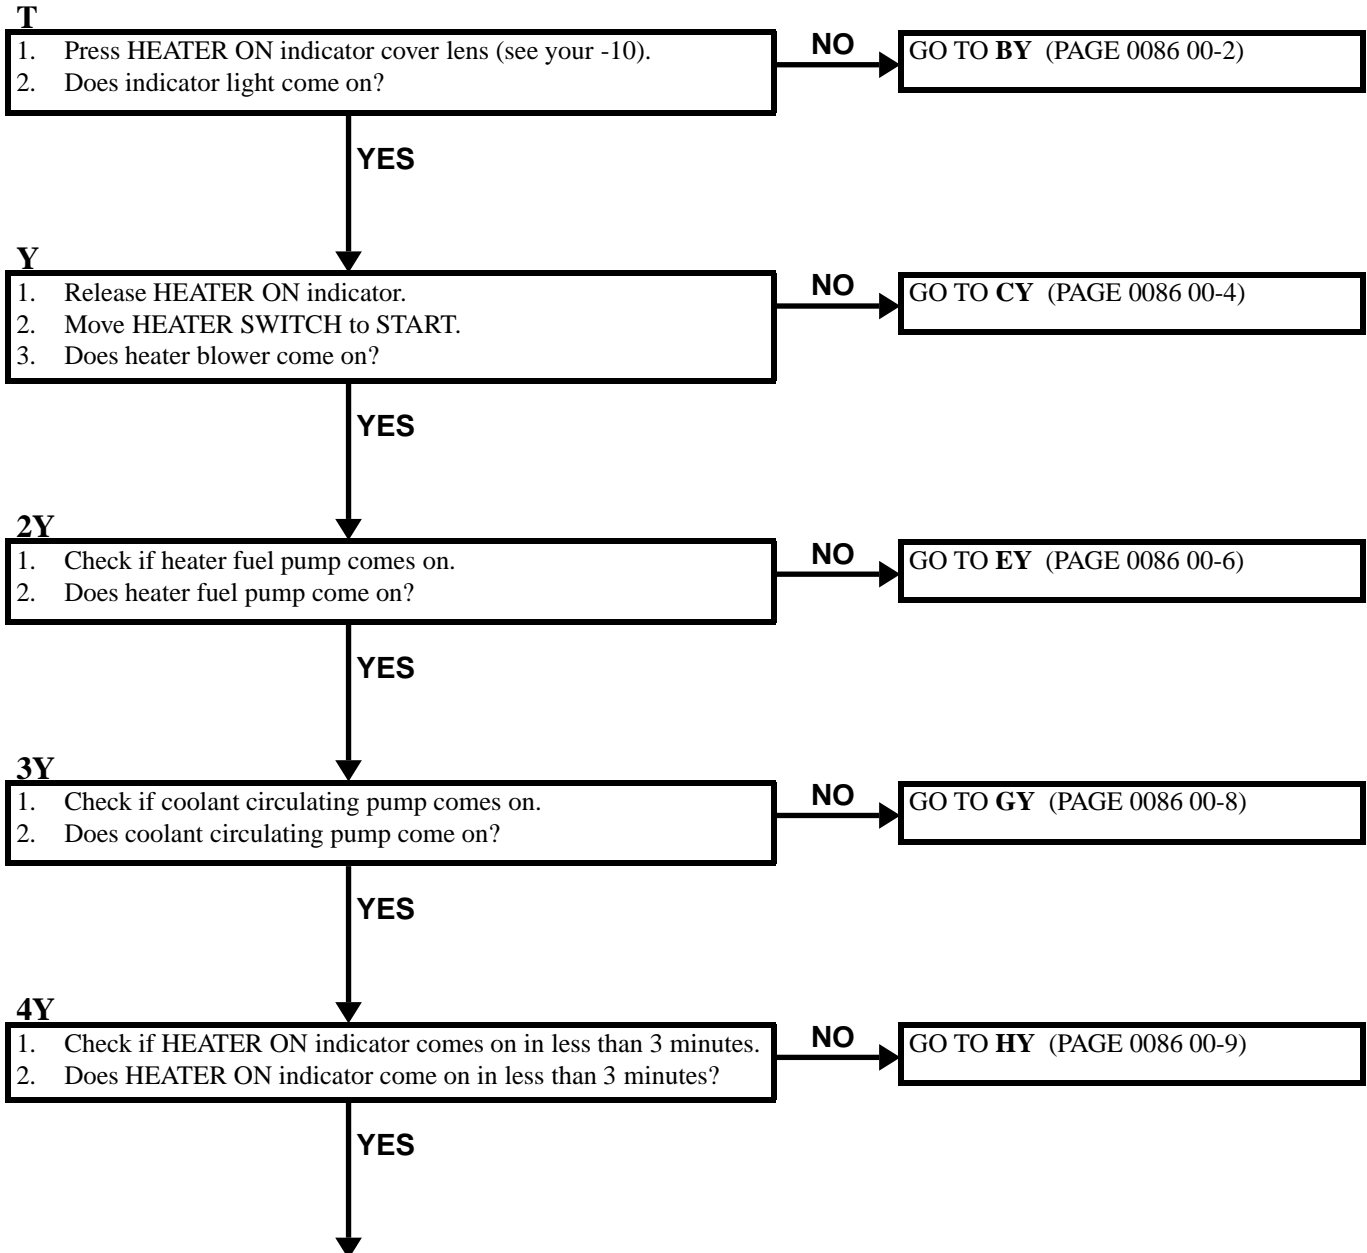 T
1. Press HEATER ON indicator cover lens (see your -10).
2. Does indicator light come on?
NO
GO TO BY (PAGE 0086 00-2)
YES
Y
1. Release HEATER ON indicator.
2. Move HEATER SWITCH to START.
3. Does heater blower come on?
NO
GO TO CY (PAGE 0086 00-4)
YES
2Y
1. Check if heater fuel pump comes on.
2. Does heater fuel pump come on?
NO
GO TO EY (PAGE 0086 00-6)
YES
3Y
1. Check if coolant circulating pump comes on.
2. Does coolant circulating pump come on?
NO
GO TO GY (PAGE 0086 00-8)
YES
4Y
1. Check if HEATER ON indicator comes on in less than 3 minutes.
2. Does HEATER ON indicator come on in less than 3 minutes?
NO
GO TO HY (PAGE 0086 00-9)
YES